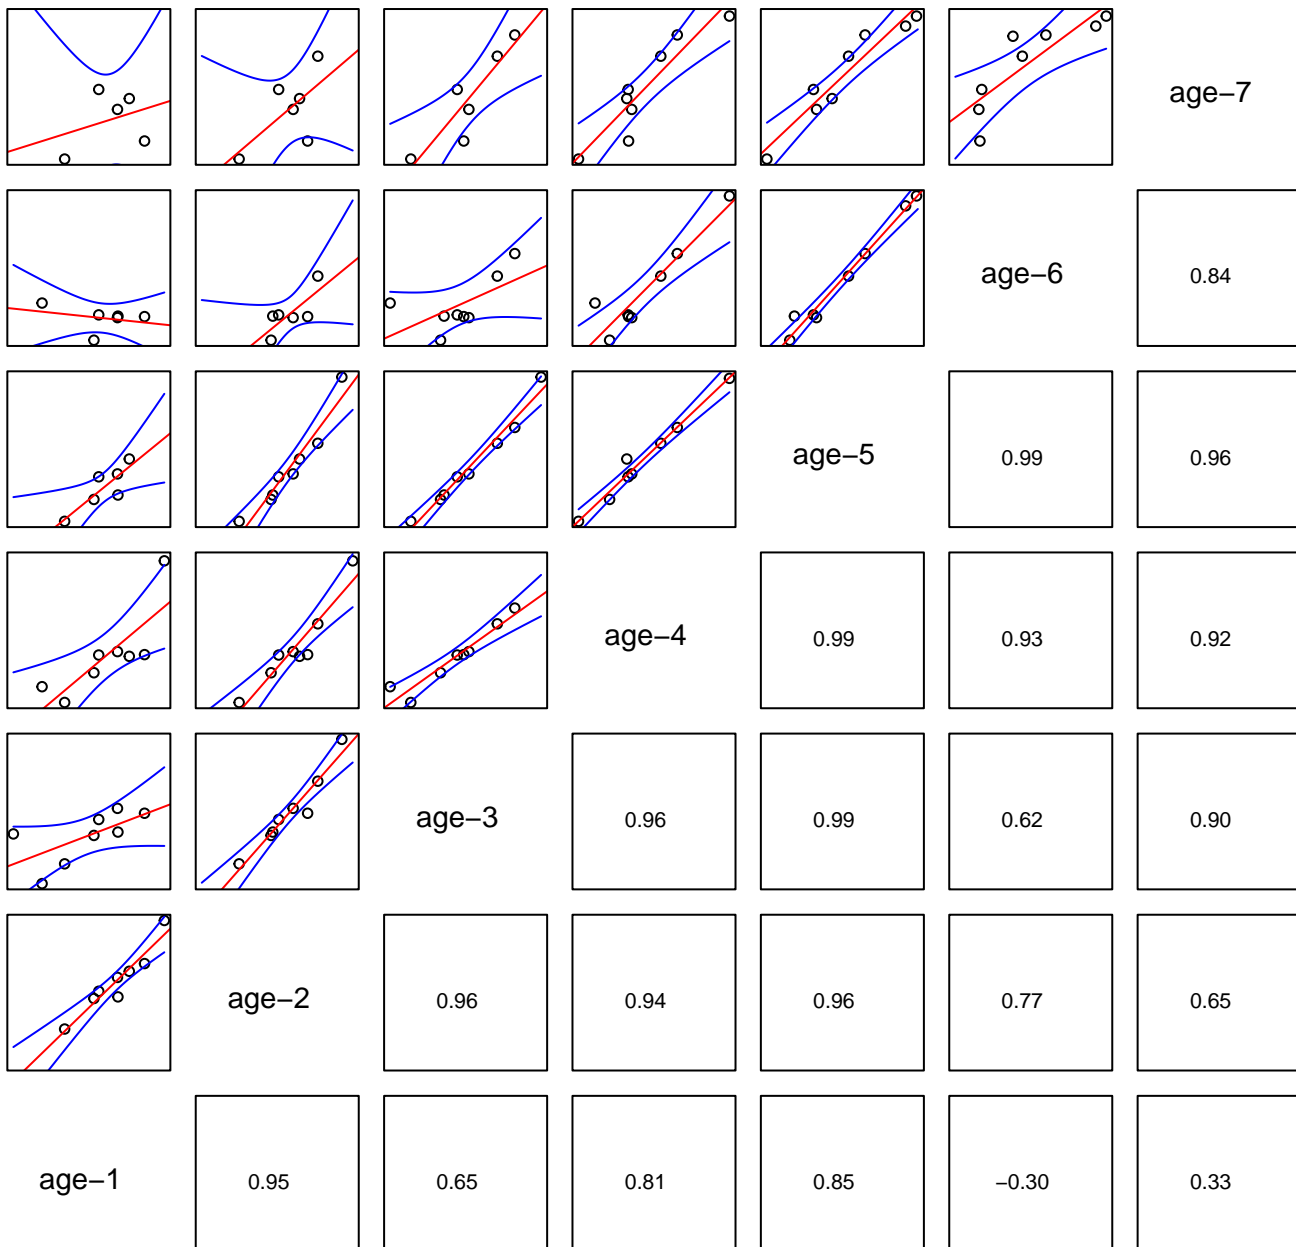 age−7
age−6 0.84
age−5 0.99 0.96
age−4 0.99 0.93 0.92
age−3 0.96 0.99 0.62 0.90
age−2 0.96 0.94 0.96 0.77 0.65
age−1 0.95 0.65 0.81 0.85 −0.30 0.33